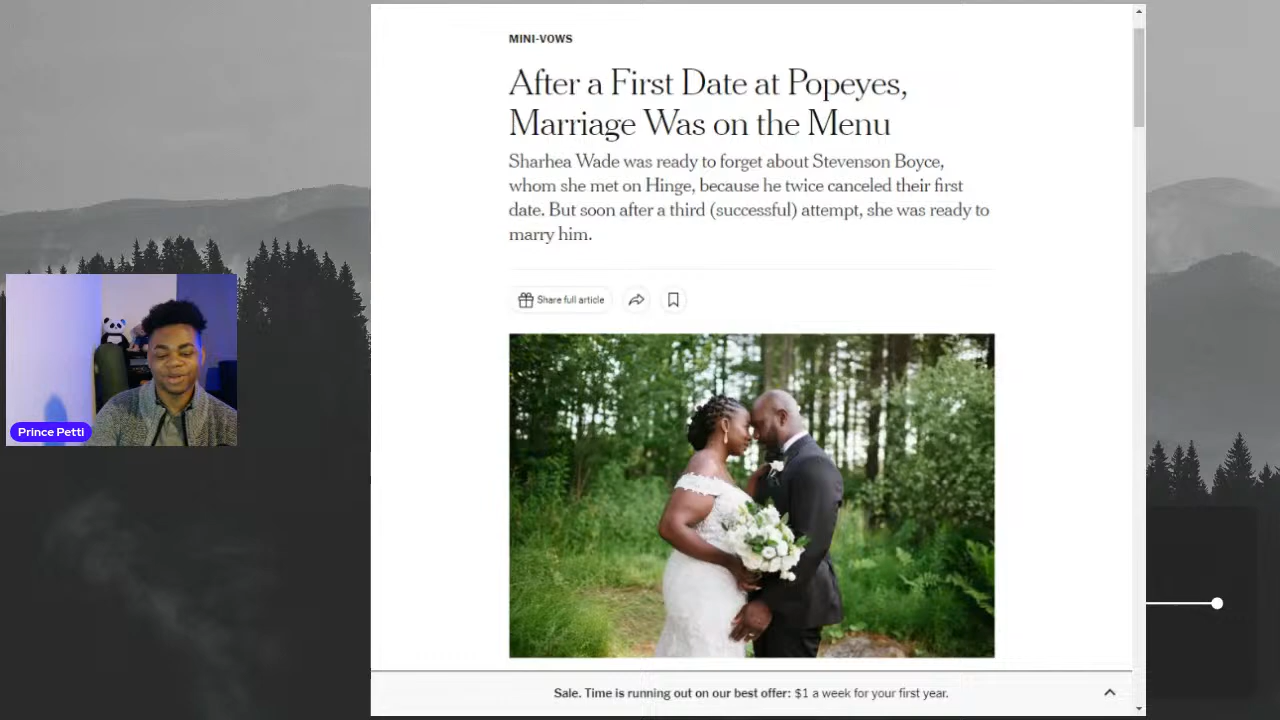 MINI-VOWS
After a First Date at Popeyes,
Marriage Was on the Menu
Sharhea Wade was ready to forget about Stevenson Boyce,
whom she met on Hinge, because he twice canceled their first
date. But soon after a third (successful) attempt, she was ready to
marry him.
Share full article
Prince Petti
Sale. Time is running out on our best offer: $1 a week for your first year.